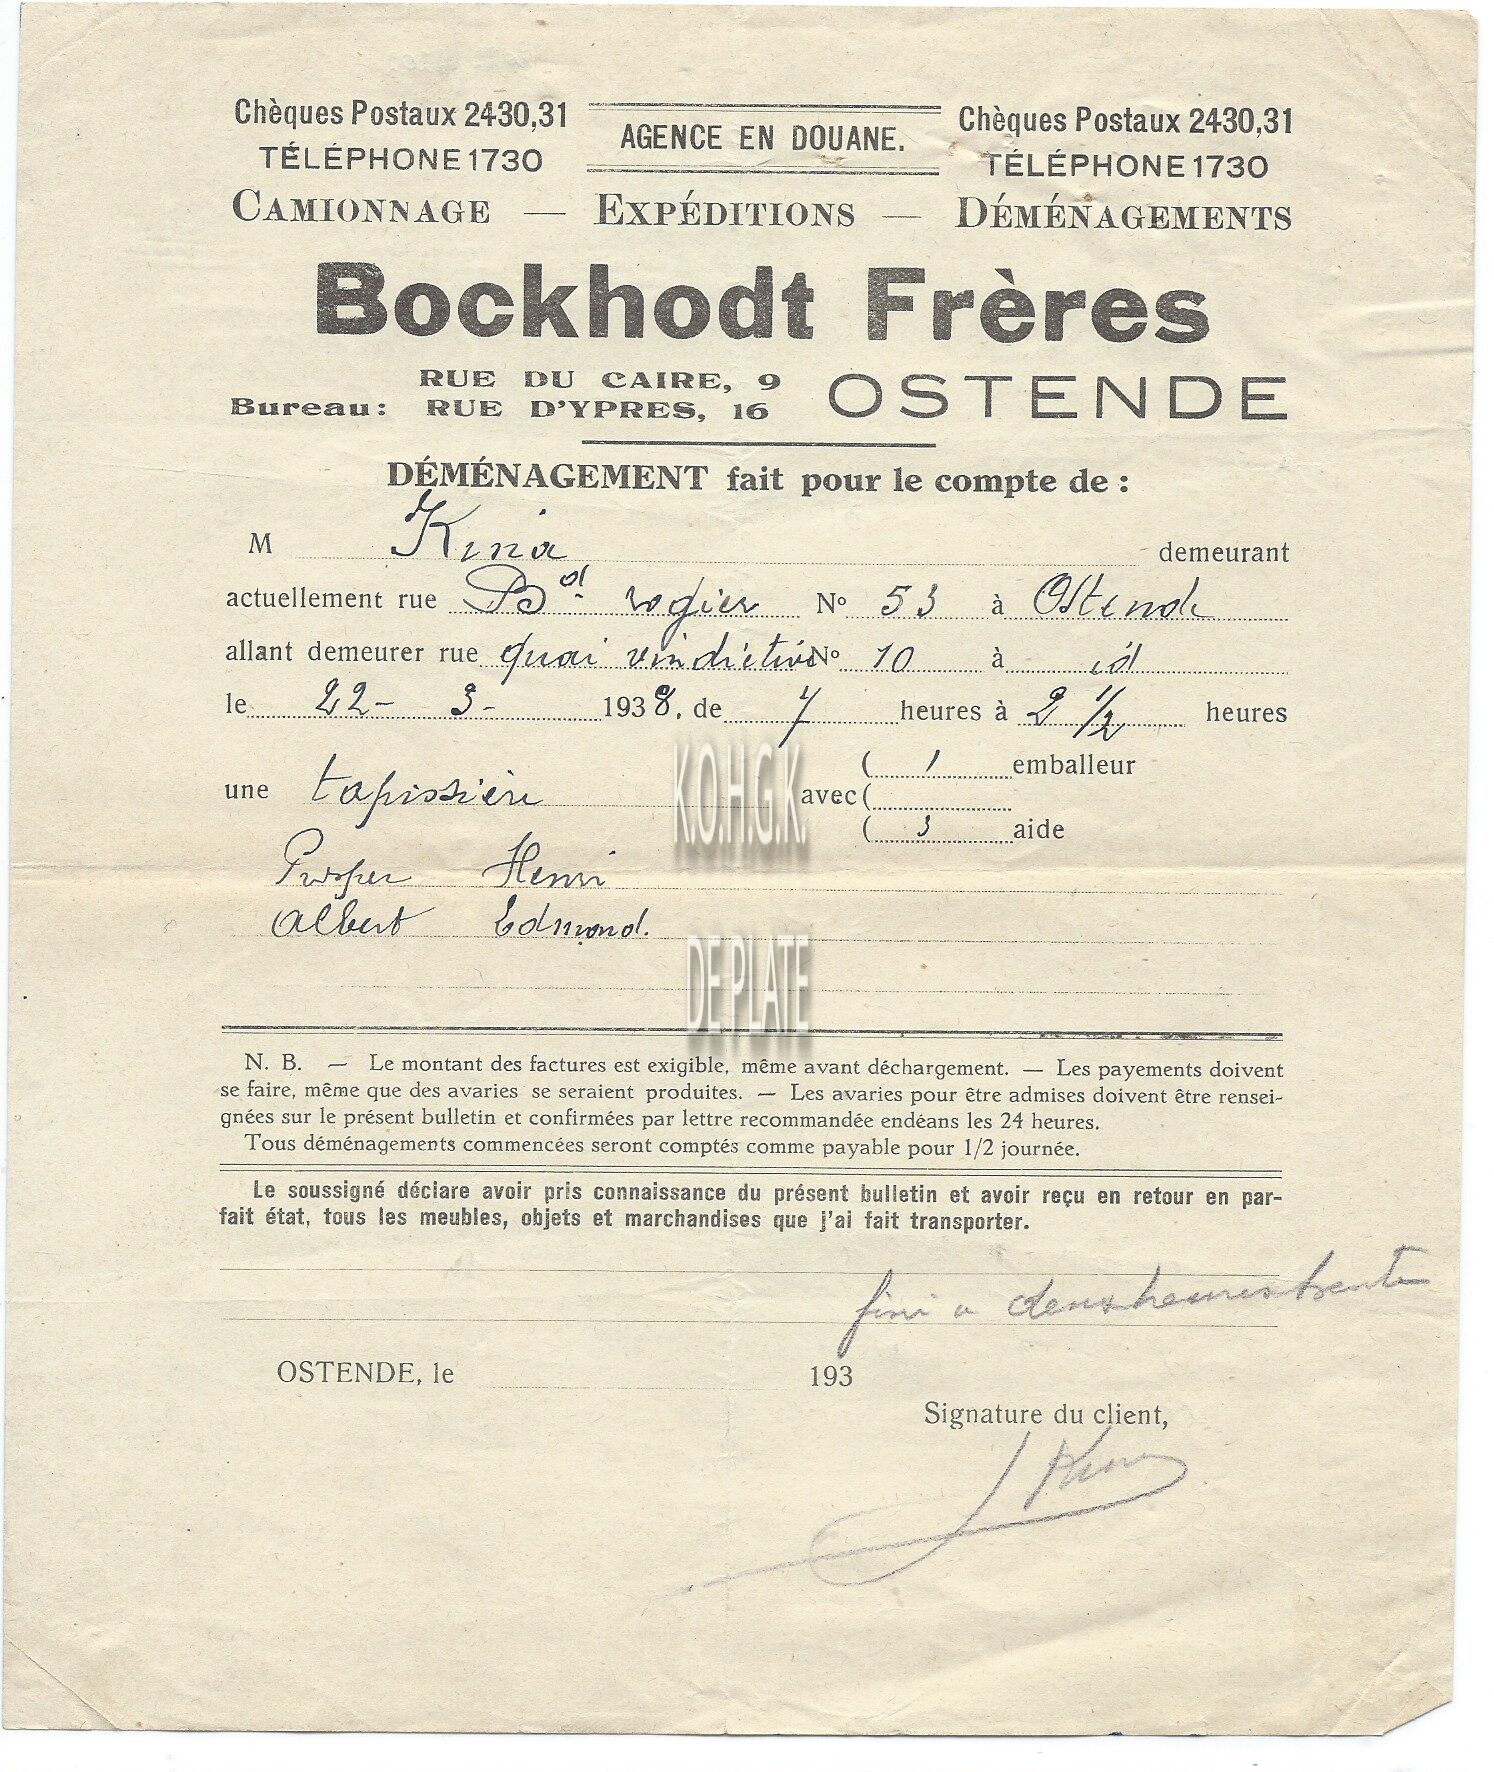 Chèques Postaux 2430,31
AGENCE EN DOUANE.
Chèques Postaux 2430,31
TÉLÉPHONE 1730
TÉLÉPHONE 1730
CAMIONNAGE — EXPÉDITIONS — DÉMÉNAGEMENTS
Bockhodt Frères
RUE DU CAIRE, 9
Bureau: RUE D'YPRES, 16
OSTENDE
DÉMÉNAGEMENT fait pour le compte de :
M Kina demeurant
actuellement rue Bd. rogier No 53 à Ostende
allant demeurer rue quai vindictive No 10 à id
le 22- 3- 1938, de 7 heures à 2 1/2 heures
( 1 emballeur
une tapissière avec (
( 3 aide
Prosper Henri
Albert Edmond.
K.O.H.G.K.
DE PLATE
N. B. — Le montant des factures est exigible, même avant déchargement. — Les payements doivent
se faire, même que des avaries se seraient produites. — Les avaries pour être admises doivent être rensei-
gnées sur le présent bulletin et confirmées par lettre recommandée endéans les 24 heures.
Tous déménagements commencées seront comptés comme payable pour 1/2 journée.
Le soussigné déclare avoir pris connaissance du présent bulletin et avoir reçu en retour en par-
fait état, tous les meubles, objets et marchandises que j'ai fait transporter.
fini a deux heures trente
OSTENDE, le 193
Signature du client,